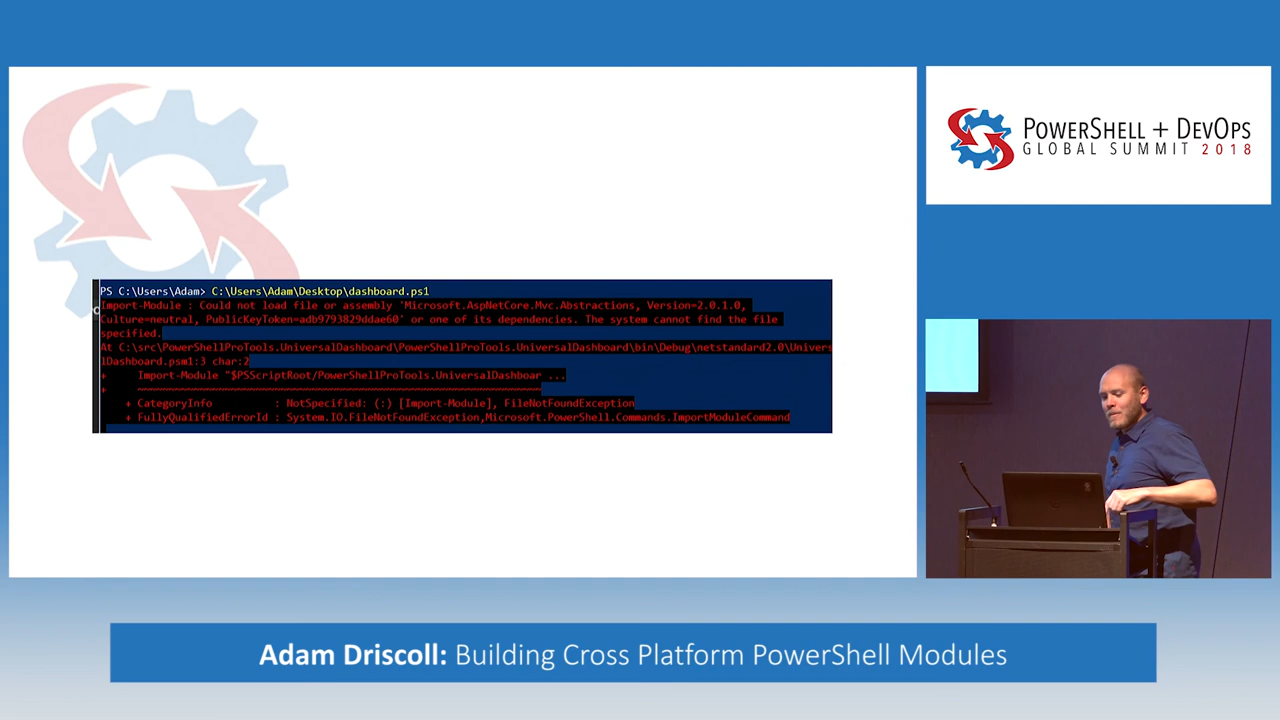 POWERSHELL + DEVOPS
GLOBAL SUMMIT 2018
PS C:\Users\Adam> C:\Users\Adam\Desktop\dashboard.ps1
Import-Module : Could not load file or assembly 'Microsoft.AspNetCore.Mvc.Abstractions, Version=2.0.1.0,
Culture=neutral, PublicKeyToken=adb9793829ddae60' or one of its dependencies. The system cannot find the file
specified.
At C:\src\PowerShellProTools.UniversalDashboard\PowerShellProTools.UniversalDashboard\bin\Debug\netstandard2.0\Univers
lDashboard.psm1:3 char:2
+     Import-Module "$PSScriptRoot/PowerShellProTools.UniversalDashboar ...
+     ~~~~~~~~~~~~~~~~~~~~~~~~~~~~~~~~~~~~~~~~~~~~~~~~~~~~~~~~~~~~~~~~~
    + CategoryInfo          : NotSpecified: (:) [Import-Module], FileNotFoundException
    + FullyQualifiedErrorId : System.IO.FileNotFoundException,Microsoft.PowerShell.Commands.ImportModuleCommand
Adam Driscoll: Building Cross Platform PowerShell Modules